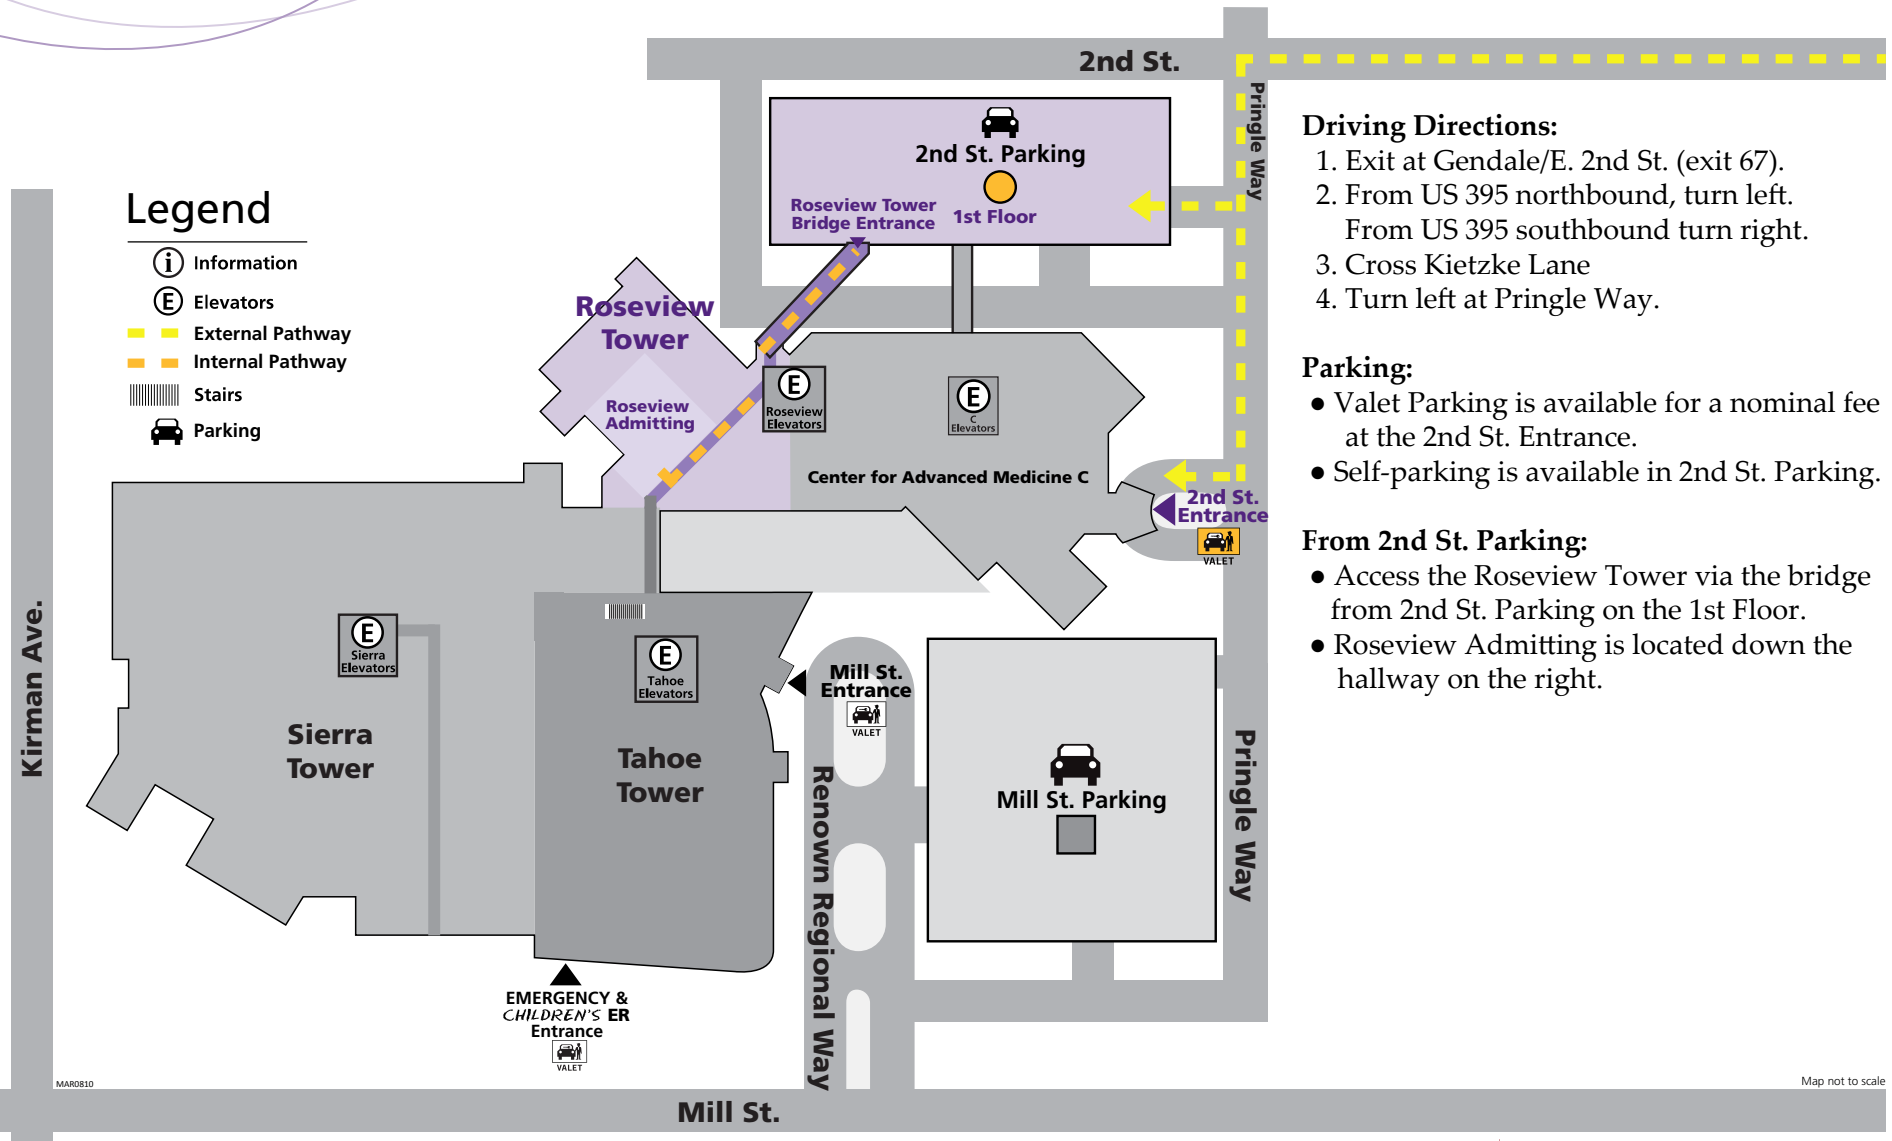 2nd St.
Pringle Way
2nd St. Parking
Roseview Tower
Bridge Entrance
1st Floor
Legend
i Information
E Elevators
External Pathway
Internal Pathway
Stairs
Parking
Roseview
Tower
Roseview
Admitting
E
Roseview
Elevators
E
C
Elevators
Center for Advanced Medicine C
2nd St.
Entrance
VALET
Kirman Ave.
E
Sierra
Elevators
E
Tahoe
Elevators
Sierra
Tower
Tahoe
Tower
Mill St.
Entrance
VALET
Renown Regional Way
Mill St. Parking
Pringle Way
EMERGENCY &
CHILDREN'S ER
Entrance
VALET
MAR0810
Mill St.
Driving Directions:
1. Exit at Gendale/E. 2nd St. (exit 67).
2. From US 395 northbound, turn left.
From US 395 southbound turn right.
3. Cross Kietzke Lane
4. Turn left at Pringle Way.
Parking:
● Valet Parking is available for a nominal fee
at the 2nd St. Entrance.
● Self-parking is available in 2nd St. Parking.
From 2nd St. Parking:
● Access the Roseview Tower via the bridge
from 2nd St. Parking on the 1st Floor.
● Roseview Admitting is located down the
hallway on the right.
Map not to scale